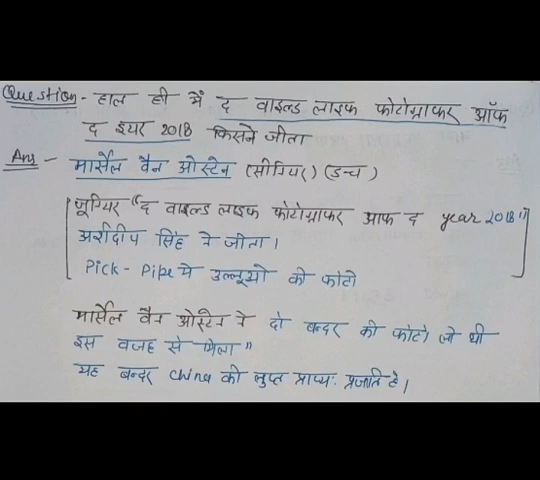 Question - हाल ही में द वाइल्ड लाइफ फोटोग्राफर ऑफ
द इयर 2018 किसने जीता
Ans - मार्सेल वैन ओस्टेन (सीनियर) (डच)
जूनियर "द वाइल्ड लाइफ फोटोग्राफर आफ द year 2018"
अर्शदीप सिंह ने जीता।
Pick - Pipe में उल्लूओ की फोटो
मार्सेल वैन ओस्टेन ने दो बन्दर की फोटो ली थी
इस वजह से मिला"
यह बन्दर China की लुप्त प्राय: प्रजाति है।